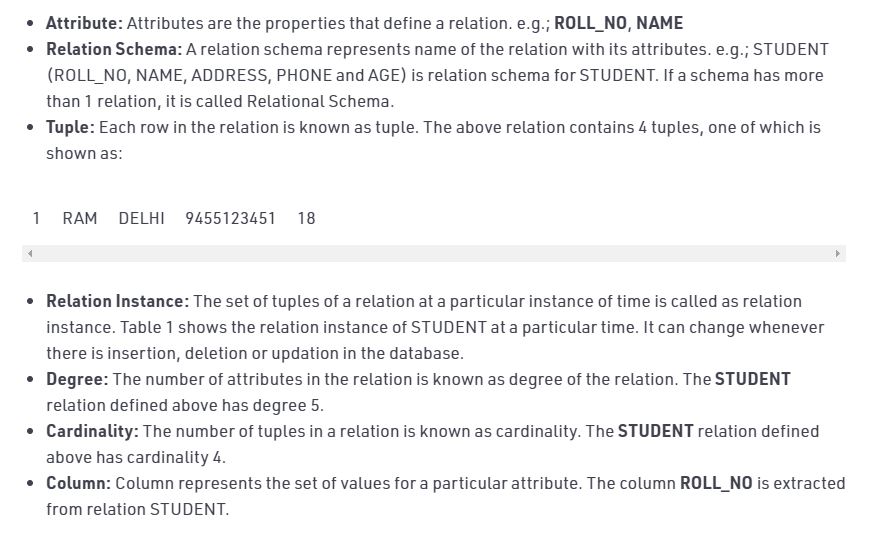 Attribute: Attributes are the properties that define a relation. e.g.; ROLL_NO, NAME
Relation Schema: A relation schema represents name of the relation with its attributes. e.g.; STUDENT
(ROLL_NO, NAME, ADDRESS, PHONE and AGE) is relation schema for STUDENT. If a schema has more
than 1 relation, it is called Relational Schema.
Tuple: Each row in the relation is known as tuple. The above relation contains 4 tuples, one of which is
shown as:
1 RAM DELHI 9455123451 18
Relation Instance: The set of tuples of a relation at a particular instance of time is called as relation
instance. Table 1 shows the relation instance of STUDENT at a particular time. It can change whenever
there is insertion, deletion or updation in the database.
Degree: The number of attributes in the relation is known as degree of the relation. The STUDENT
relation defined above has degree 5.
Cardinality: The number of tuples in a relation is known as cardinality. The STUDENT relation defined
above has cardinality 4.
Column: Column represents the set of values for a particular attribute. The column ROLL_NO is extracted
from relation STUDENT.